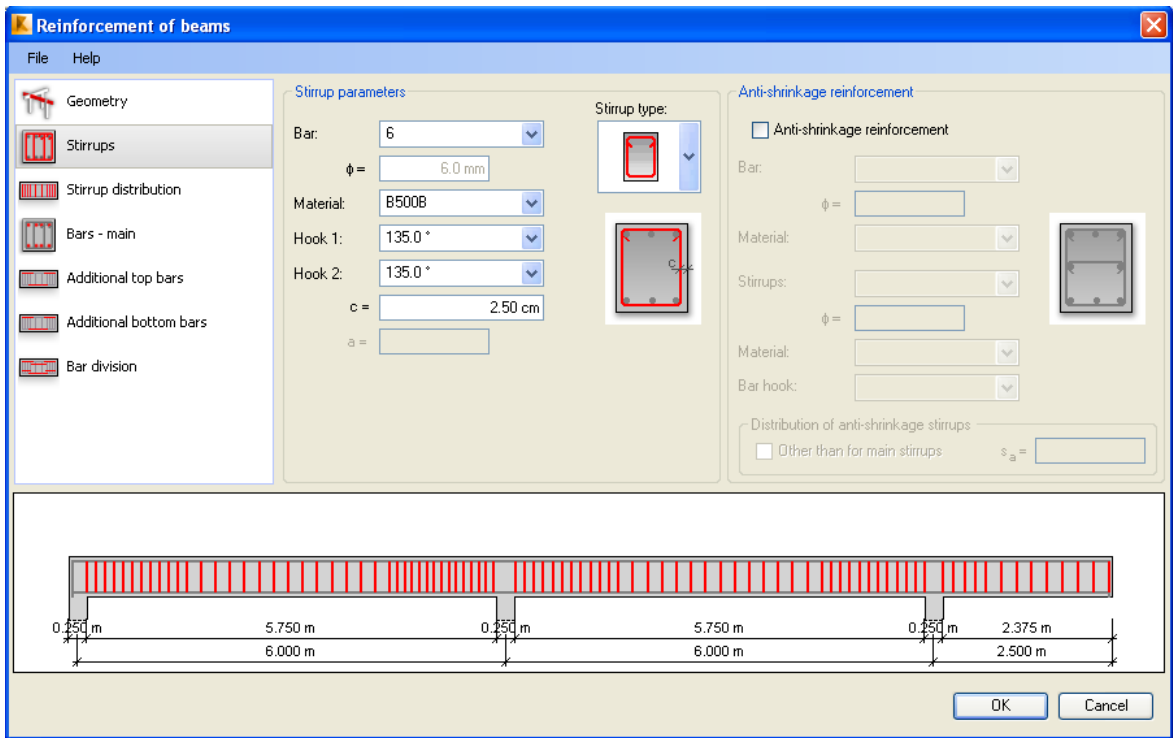 Reinforcement of beams
File Help
Geometry
Stirrups
Stirrup distribution
Bars - main
Additional top bars
Additional bottom bars
Bar division
Stirrup parameters
Stirrup type:
Bar: 6
ϕ = 6.0 mm
Material: B500B
Hook 1: 135.0 °
Hook 2: 135.0 °
c = 2.50 cm
a =
c
Anti-shrinkage reinforcement
Anti-shrinkage reinforcement
Bar:
ϕ =
Material:
Stirrups:
ϕ =
Material:
Bar hook:
Distribution of anti-shrinkage stirrups
Other than for main stirrups sa =
0.250 m 5.750 m 0.250 m 5.750 m 0.250 m 2.375 m
6.000 m 6.000 m 2.500 m
OK Cancel